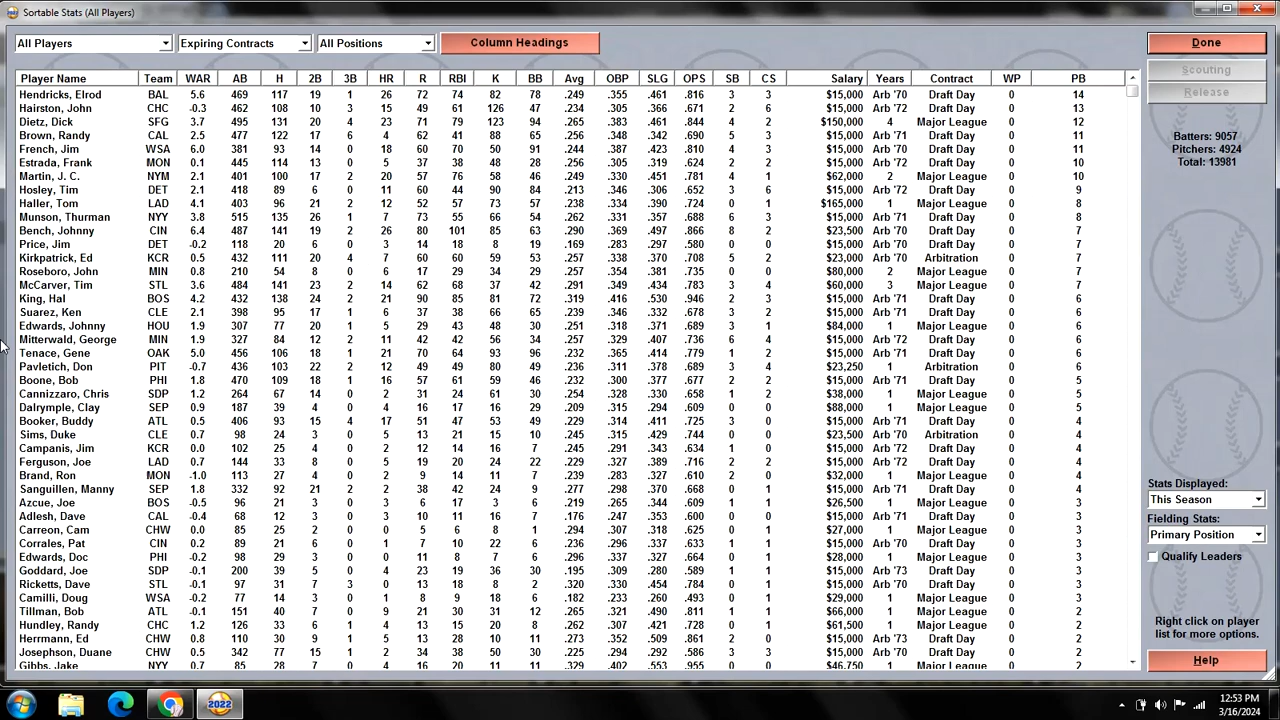 Sortable Stats (All Players)
All Players Expiring Contracts All Positions Column Headings Done
Player Name Team WAR AB H 2B 3B HR R RBI K BB Avg OBP SLG OPS SB CS Salary Years Contract WP PB
Hendricks, Elrod BAL 5.6 469 117 19 1 26 72 74 82 78 .249 .355 .461 .816 3 3 $15,000 Arb '70 Draft Day 0 14
Hairston, John CHC -0.3 462 108 10 3 15 49 61 126 47 .234 .305 .366 .671 2 6 $15,000 Arb '72 Draft Day 0 13
Dietz, Dick SFG 3.7 495 131 20 4 23 71 79 123 94 .265 .383 .461 .844 4 2 $150,000 4 Major League 0 12
Brown, Randy CAL 2.5 477 122 17 6 4 62 41 88 65 .256 .348 .342 .690 5 3 $15,000 Arb '71 Draft Day 0 11
French, Jim WSA 6.0 381 93 14 0 18 60 70 50 91 .244 .387 .423 .810 4 3 $15,000 Arb '71 Draft Day 0 11
Estrada, Frank MON 0.1 445 114 13 0 5 37 38 48 28 .256 .305 .319 .624 2 2 $15,000 Arb '72 Draft Day 0 10
Martin, J. C. NYM 2.1 401 100 17 2 20 57 76 58 46 .249 .330 .451 .781 4 1 $62,000 2 Major League 0 10
Hosley, Tim DET 2.1 418 89 6 0 11 60 44 90 84 .213 .346 .306 .652 3 6 $15,000 Arb '72 Draft Day 0 9
Haller, Tom LAD 4.1 403 96 21 2 12 52 57 73 57 .238 .334 .390 .724 0 1 $165,000 1 Major League 0 8
Munson, Thurman NYY 3.8 515 135 26 1 7 73 55 66 54 .262 .331 .357 .688 6 3 $15,000 Arb '71 Draft Day 0 8
Bench, Johnny CIN 6.4 487 141 19 2 26 80 101 85 63 .290 .369 .497 .866 8 2 $23,500 Arb '70 Draft Day 0 7
Price, Jim DET -0.2 118 20 6 0 3 14 18 8 19 .169 .283 .297 .580 0 0 $15,000 Arb '70 Draft Day 0 7
Kirkpatrick, Ed KCR 0.5 432 111 20 4 7 60 60 59 53 .257 .338 .370 .708 5 2 $23,000 Arb '70 Arbitration 0 7
Roseboro, John MIN 0.8 210 54 8 0 6 17 29 34 29 .257 .354 .381 .735 0 0 $80,000 2 Major League 0 7
McCarver, Tim STL 3.6 484 141 23 2 14 62 68 37 42 .291 .349 .434 .783 3 4 $60,000 3 Major League 0 7
King, Hal BOS 4.2 432 138 24 2 21 90 85 81 72 .319 .416 .530 .946 2 3 $15,000 Arb '71 Draft Day 0 6
Suarez, Ken CLE 2.1 398 95 17 1 6 37 38 66 65 .239 .346 .332 .678 3 2 $15,000 Arb '71 Draft Day 0 6
Edwards, Johnny HOU 1.9 307 77 20 1 5 29 43 48 30 .251 .318 .371 .689 3 1 $84,000 1 Major League 0 6
Mitterwald, George MIN 1.9 327 84 12 2 11 42 42 56 34 .257 .329 .407 .736 6 4 $15,000 Arb '72 Draft Day 0 6
Tenace, Gene OAK 5.0 456 106 18 1 21 70 64 93 96 .232 .365 .414 .779 1 2 $15,000 Arb '72 Draft Day 0 6
Pavletich, Don PIT -0.7 436 103 22 2 12 49 49 80 49 .236 .311 .378 .689 3 4 $23,250 1 Arbitration 0 6
Boone, Bob PHI 1.8 470 109 18 1 16 57 61 59 46 .232 .300 .377 .677 2 2 $15,000 Arb '71 Draft Day 0 5
Cannizzaro, Chris SDP 1.2 264 67 14 0 2 31 24 61 30 .254 .328 .330 .658 1 2 $38,000 1 Major League 0 5
Dalrymple, Clay SEP 0.9 187 39 4 0 4 16 17 16 29 .209 .315 .294 .609 0 0 $88,000 1 Major League 0 5
Booker, Buddy ATL 0.5 406 93 15 4 17 51 47 53 49 .229 .314 .411 .725 3 0 $15,000 Arb '71 Draft Day 0 4
Sims, Duke CLE 0.7 98 24 3 0 5 13 21 15 10 .245 .315 .429 .744 0 0 $23,500 Arb '70 Arbitration 0 4
Campanis, Jim KCR 0.0 102 25 4 0 2 12 14 16 7 .245 .291 .343 .634 1 0 $15,000 Arb '72 Draft Day 0 4
Ferguson, Joe LAD 0.7 144 33 8 0 5 19 20 24 22 .229 .327 .389 .716 2 2 $15,000 Arb '72 Draft Day 0 4
Brand, Ron MON -1.0 113 27 4 0 2 9 14 11 7 .239 .283 .327 .610 2 0 $32,000 1 Major League 0 4
Sanguillen, Manny SEP 1.8 332 92 21 2 2 38 42 24 9 .277 .298 .370 .668 0 1 $15,000 Arb '71 Draft Day 0 4
Azcue, Joe BOS -0.5 96 21 3 0 3 6 17 3 6 .219 .265 .344 .609 0 1 $26,500 1 Major League 0 3
Adlesh, Dave CAL -0.4 68 12 3 0 3 10 11 16 7 .176 .247 .353 .600 0 0 $15,000 Arb '71 Draft Day 0 3
Carreon, Cam CHW 0.0 85 25 2 0 0 5 6 8 1 .294 .307 .318 .625 0 1 $27,000 1 Major League 0 3
Corrales, Pat CIN 0.2 89 21 6 0 1 7 10 22 6 .236 .296 .337 .633 1 1 $15,000 Arb '70 Draft Day 0 3
Edwards, Doc PHI -0.2 98 29 3 0 0 11 8 7 6 .296 .333 .327 .664 0 1 $28,000 1 Major League 0 3
Goddard, Joe SDP -0.1 200 39 5 0 4 23 19 36 30 .195 .309 .280 .589 1 1 $15,000 Arb '73 Draft Day 0 3
Ricketts, Dave STL -0.1 97 31 7 3 0 13 18 8 2 .320 .330 .454 .784 0 0 $15,000 Arb '70 Draft Day 0 3
Camilli, Doug WSA -0.2 77 14 3 0 1 8 9 18 6 .182 .233 .260 .493 0 1 $29,000 1 Major League 0 3
Tillman, Bob ATL -0.1 151 40 7 0 9 21 30 31 12 .265 .321 .490 .811 1 1 $66,000 1 Major League 0 2
Hundley, Randy CHC 1.2 126 33 6 1 4 13 15 20 8 .262 .307 .421 .728 0 0 $61,500 1 Major League 0 2
Herrmann, Ed CHW 0.8 110 30 9 1 5 13 28 10 11 .273 .352 .509 .861 2 0 $15,000 Arb '73 Draft Day 0 2
Josephson, Duane CHW 0.5 342 77 15 1 2 34 38 50 30 .225 .294 .292 .586 3 3 $15,000 Arb '70 Draft Day 0 2
Gibbs, Jake NYY 0.7 85 28 7 0 4 16 20 11 11 .329 .402 .553 .955 0 0 $46,750 1 Major League 0 2
Scouting
Release
Batters: 9057
Pitchers: 4924
Total: 13981
Stats Displayed:
This Season
Fielding Stats:
Primary Position
Qualify Leaders
Right click on player
list for more options.
Help
2022
12:53 PM
3/16/2024